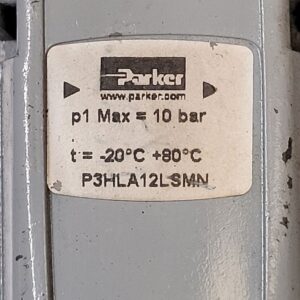 Parker
www.parker.com
p1 Max = 10 bar
t = -20°C +80°C
P3HLA12LSMN